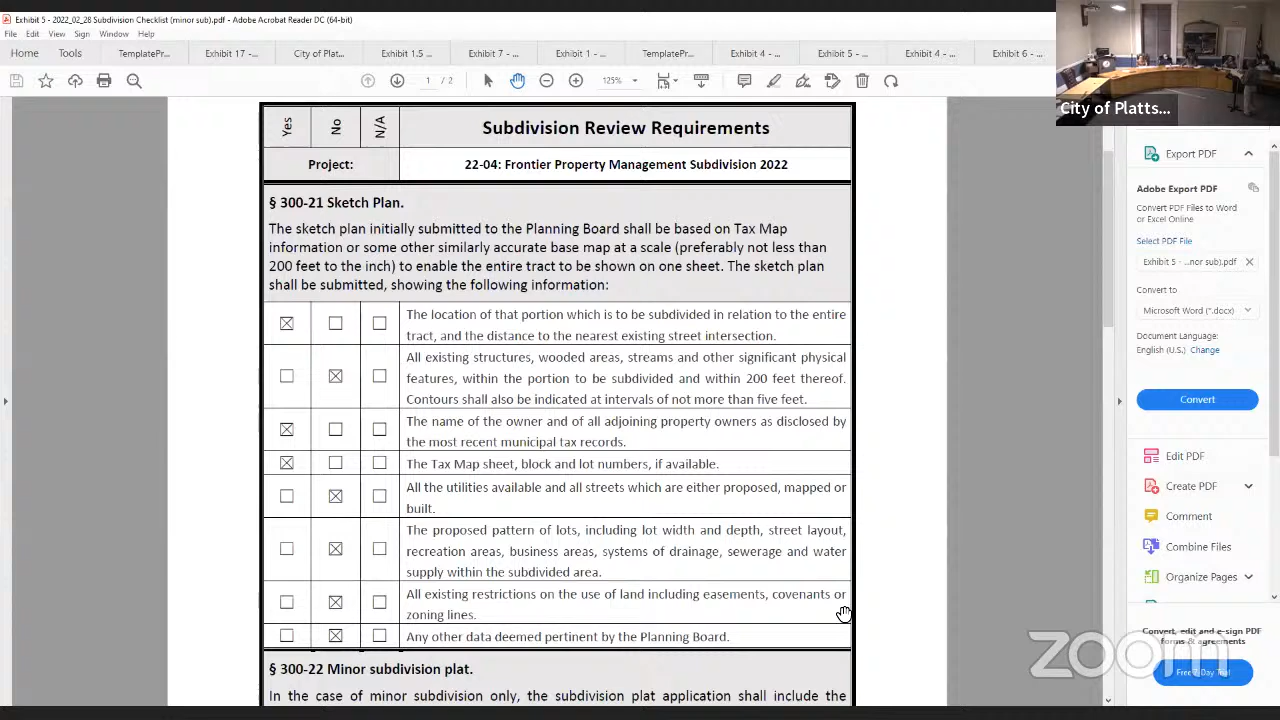 Exhibit 5 - 2022_02_28 Subdivision Checklist (minor sub).pdf - Adobe Acrobat Reader DC (64-bit)
File Edit View Sign Window Help
Home Tools TemplatePr... Exhibit 17 -... City of Plat... Exhibit 1.5 ... Exhibit 7 - ... Exhibit 1 - ... TemplatePr... Exhibit 4 - ... Exhibit 5 - ... Exhibit 4 - ... Exhibit 6 - ...
1 / 2 125%
City of Platts...
Yes No N/A Subdivision Review Requirements
Project: 22-04: Frontier Property Management Subdivision 2022
§ 300-21 Sketch Plan.
The sketch plan initially submitted to the Planning Board shall be based on Tax Map
information or some other similarly accurate base map at a scale (preferably not less than
200 feet to the inch) to enable the entire tract to be shown on one sheet. The sketch plan
shall be submitted, showing the following information:
☒ ☐ ☐ The location of that portion which is to be subdivided in relation to the entire
tract, and the distance to the nearest existing street intersection.
☐ ☒ ☐ All existing structures, wooded areas, streams and other significant physical
features, within the portion to be subdivided and within 200 feet thereof.
Contours shall also be indicated at intervals of not more than five feet.
☒ ☐ ☐ The name of the owner and of all adjoining property owners as disclosed by
the most recent municipal tax records.
☒ ☐ ☐ The Tax Map sheet, block and lot numbers, if available.
☐ ☒ ☐ All the utilities available and all streets which are either proposed, mapped or
built.
☐ ☒ ☐ The proposed pattern of lots, including lot width and depth, street layout,
recreation areas, business areas, systems of drainage, sewerage and water
supply within the subdivided area.
☐ ☒ ☐ All existing restrictions on the use of land including easements, covenants or
zoning lines.
☐ ☒ ☐ Any other data deemed pertinent by the Planning Board.
§ 300-22 Minor subdivision plat.
In the case of minor subdivision only, the subdivision plat application shall include the
Export PDF
Adobe Export PDF
Convert PDF Files to Word
or Excel Online
Select PDF File
Exhibit 5 - ...nor sub).pdf
Convert to
Microsoft Word (*.docx)
Document Language:
English (U.S.) Change
Convert
Edit PDF
Create PDF
Comment
Combine Files
Organize Pages
Convert, edit and e-sign PDF
forms & agreements
Free 7-Day Trial
zoom